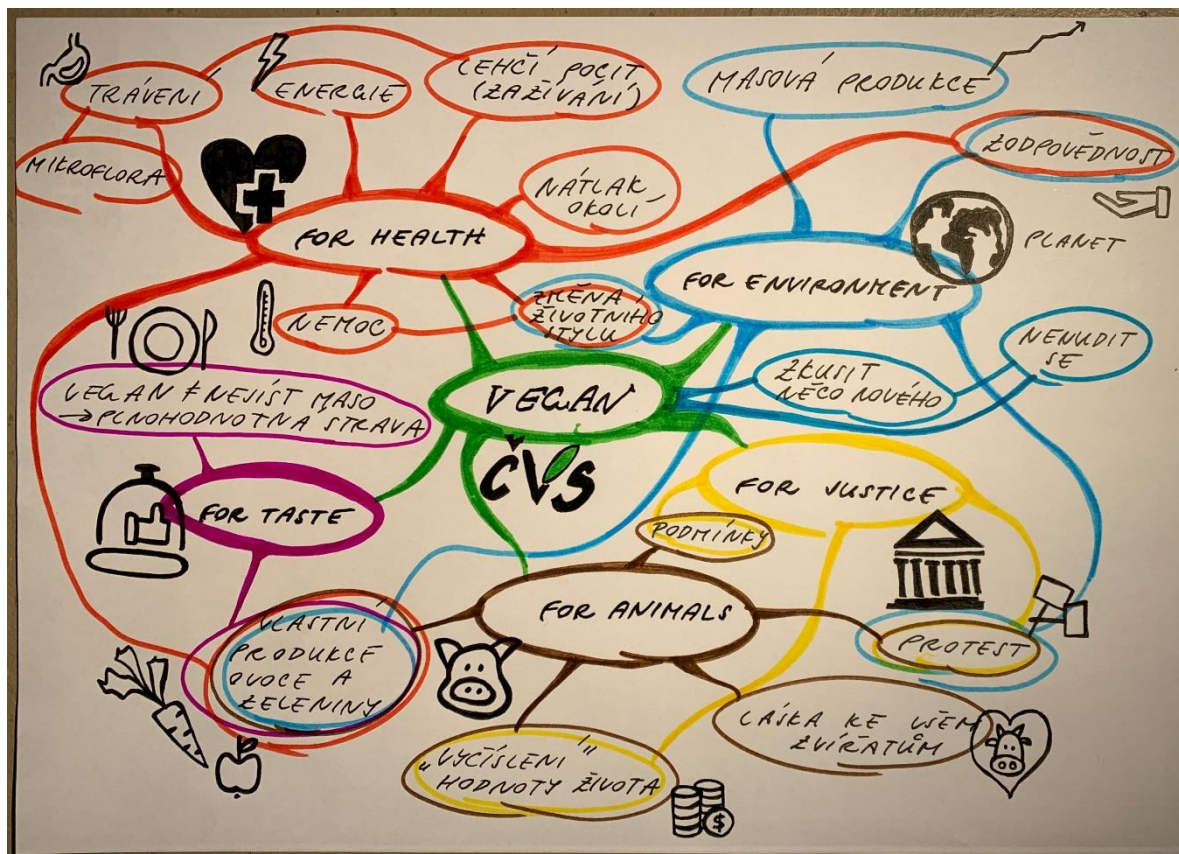 TRÁVENÍ
ENERGIE
LEHČÍ POCIT
(ZAŽÍVÁNÍ)
MASOVÁ PRODUKCE
MIKROFLORA
NÁTLAK
OKOLÍ
ZODPOVĚDNOST
FOR HEALTH
PLANET
FOR ENVIRONMENT
NEMOC
ZMĚNA
ŽIVOTNÍHO
STYLU
NENUDIT
SE
ZKUSIT
NĚCO NOVÉHO
VEGAN
VEGAN ≠ NEJÍST MASO
→ PLNOHODNOTNÁ STRAVA
ČVS
FOR JUSTICE
FOR TASTE
PODMÍNKY
FOR ANIMALS
PROTEST
VLASTNÍ
PRODUKCE
OVOCE A
ZELENINY
LÁSKA KE VŠEM
ZVÍŘATŮM
„VYČÍSLENÍ"
HODNOTY ŽIVOTA
$